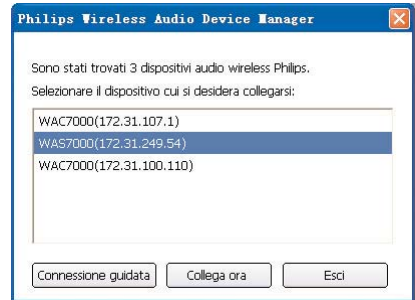 Philips Wireless Audio Device Manager
Sono stati trovati 3 dispositivi audio wireless Philips.
Selezionare il dispositivo cui si desidera collegarsi:
WAC7000(172.31.107.1)
WAS7000(172.31.249.54)
WAC7000(172.31.100.110)
Connessione guidata Collega ora Esci